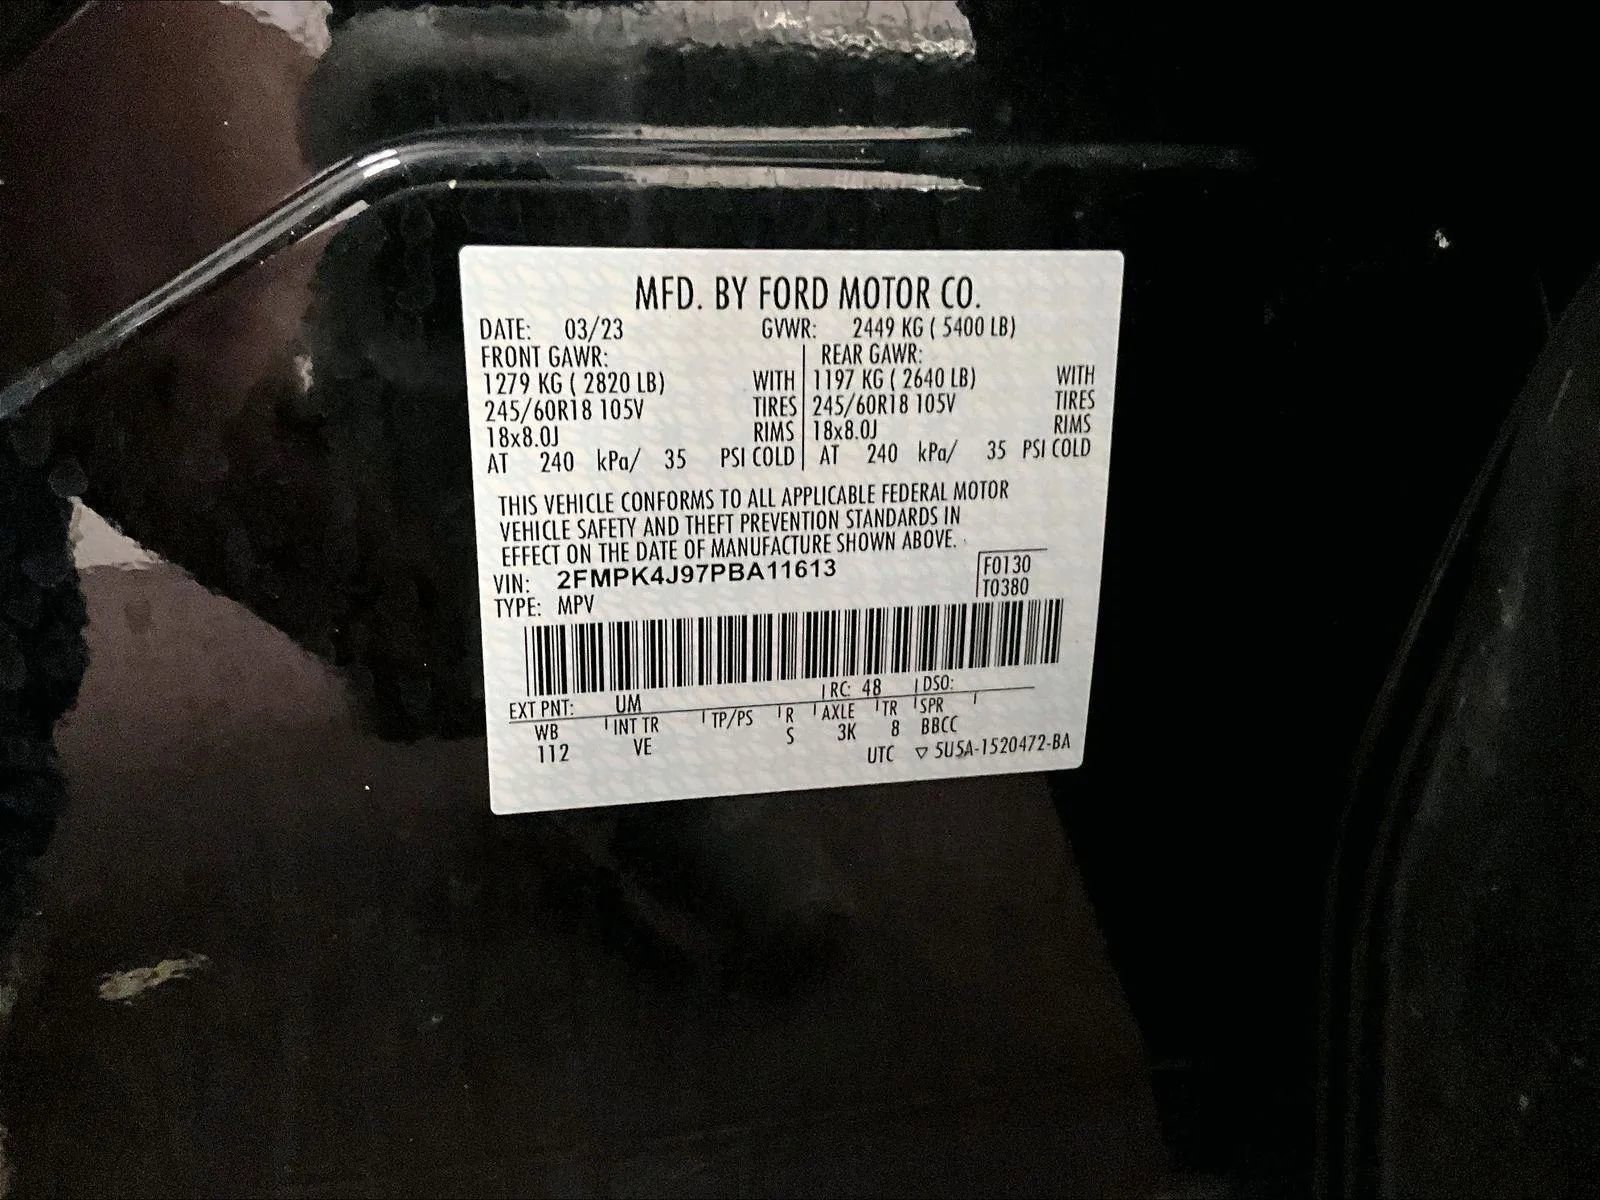 MFD. BY FORD MOTOR CO.
DATE: 03/23 GVWR: 2449 KG ( 5400 LB)
FRONT GAWR: REAR GAWR:
1279 KG ( 2820 LB) WITH 1197 KG ( 2640 LB) WITH
245/60R18 105V TIRES 245/60R18 105V TIRES
18x8.0J RIMS 18x8.0J RIMS
AT 240 kPa/ 35 PSI COLD AT 240 kPa/ 35 PSI COLD
THIS VEHICLE CONFORMS TO ALL APPLICABLE FEDERAL MOTOR
VEHICLE SAFETY AND THEFT PREVENTION STANDARDS IN
EFFECT ON THE DATE OF MANUFACTURE SHOWN ABOVE.
VIN: 2FMPK4J97PBA11613 F0130
TYPE: MPV T0380
EXT PNT: UM RC: 48 DSO:
WB INT TR TP/PS R AXLE TR SPR
112 VE S 3K 8 BBCC
UTC ▽ 5U5A-1520472-BA